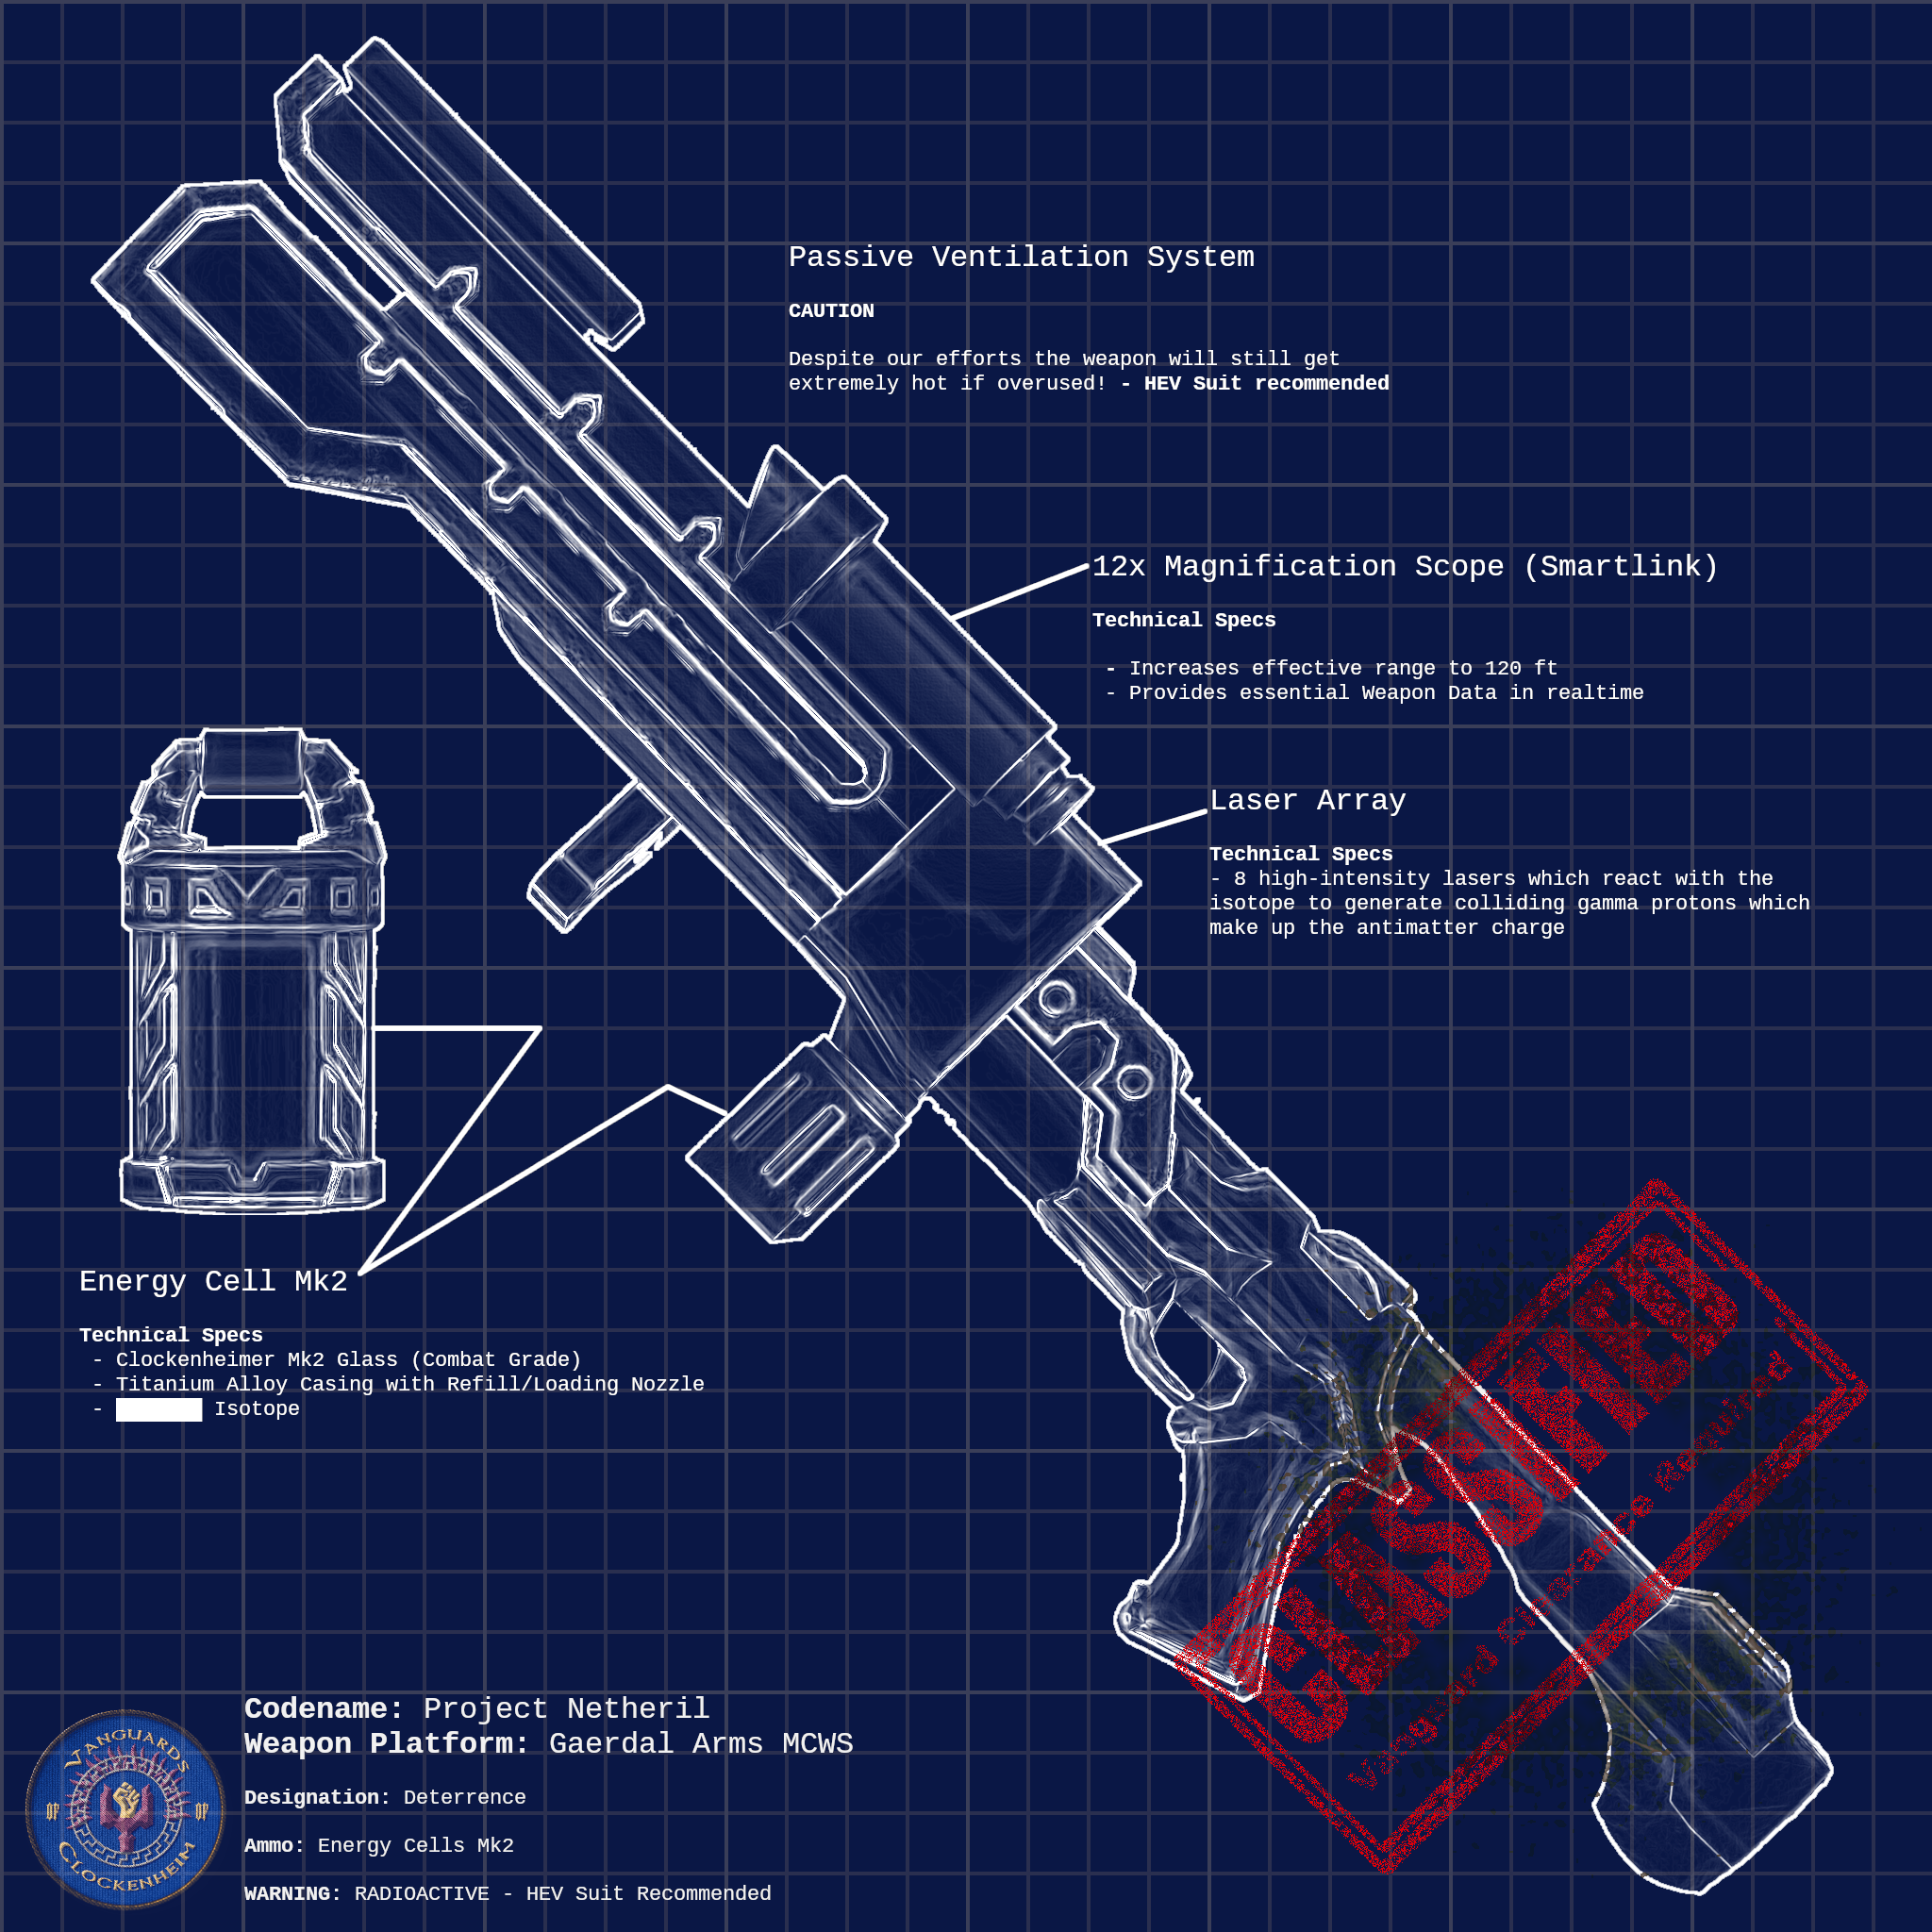 Passive Ventilation System
CAUTION
Despite our efforts the weapon will still get
extremely hot if overused! - HEV Suit recommended
12x Magnification Scope (Smartlink)
Technical Specs
- Increases effective range to 120 ft
- Provides essential Weapon Data in realtime
Laser Array
Technical Specs
- 8 high-intensity lasers which react with the
isotope to generate colliding gamma protons which
make up the antimatter charge
Energy Cell Mk2
Technical Specs
- Clockenheimer Mk2 Glass (Combat Grade)
- Titanium Alloy Casing with Refill/Loading Nozzle
- Isotope
CLASSIFIED
Vanguard Clearance Required
Codename: Project Netheril
Weapon Platform: Gaerdal Arms MCWS
Designation: Deterrence
Ammo: Energy Cells Mk2
WARNING: RADIOACTIVE - HEV Suit Recommended
VANGUARDS
OF OF
CLOCKENHEIM